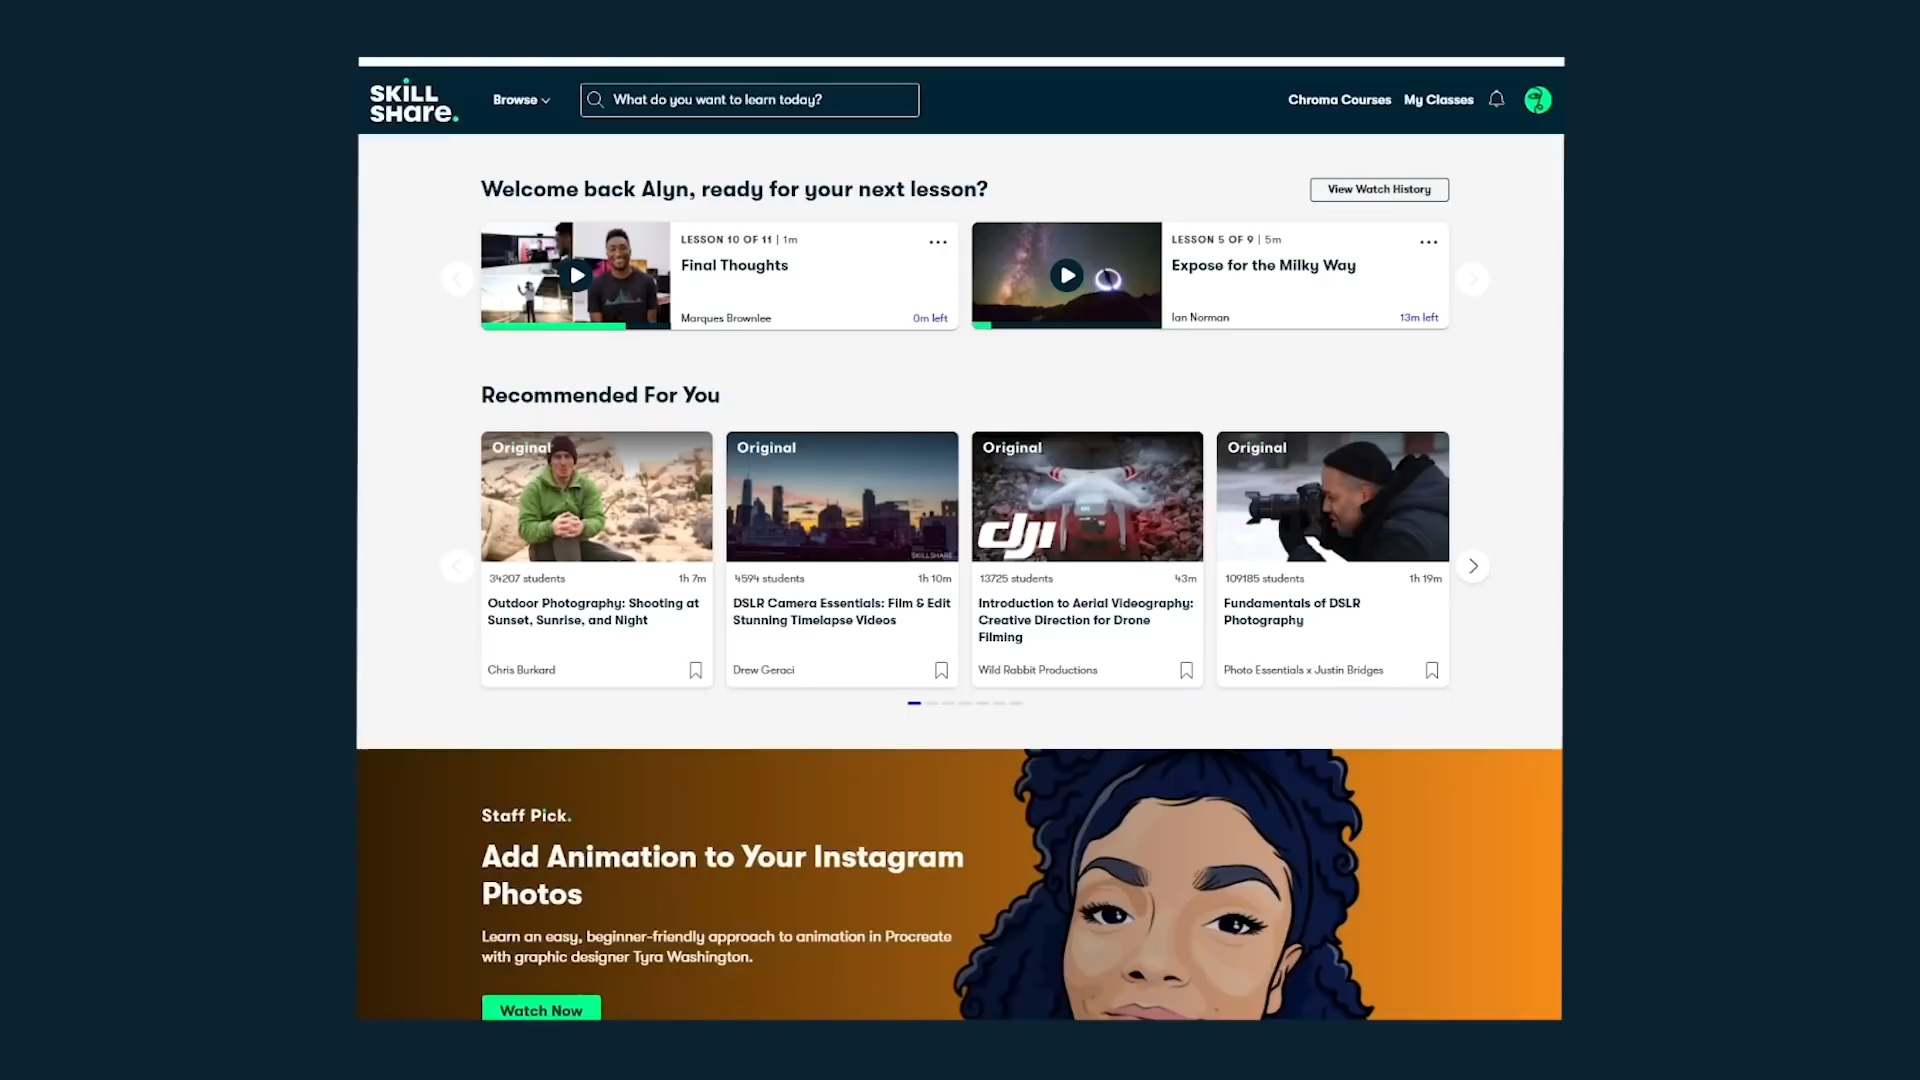 SKiLL
SHare.
Browse
What do you want to learn today?
Chroma Courses
My Classes
Welcome back Alyn, ready for your next lesson?
View Watch History
LESSON 10 OF 11 | 1m
Final Thoughts
Marques Brownlee
0m left
LESSON 5 OF 9 | 5m
Expose for the Milky Way
Ian Norman
13m left
Recommended For You
Original
34207 students
1h 7m
Outdoor Photography: Shooting at
Sunset, Sunrise, and Night
Chris Burkard
Original
SKILLSHARE
4594 students
1h 10m
DSLR Camera Essentials: Film & Edit
Stunning Timelapse Videos
Drew Geraci
Original
dji
13725 students
43m
Introduction to Aerial Videography:
Creative Direction for Drone
Filming
Wild Rabbit Productions
Original
109185 students
1h 19m
Fundamentals of DSLR
Photography
Photo Essentials x Justin Bridges
Staff Pick.
Add Animation to Your Instagram
Photos
Learn an easy, beginner-friendly approach to animation in Procreate
with graphic designer Tyra Washington.
Watch Now